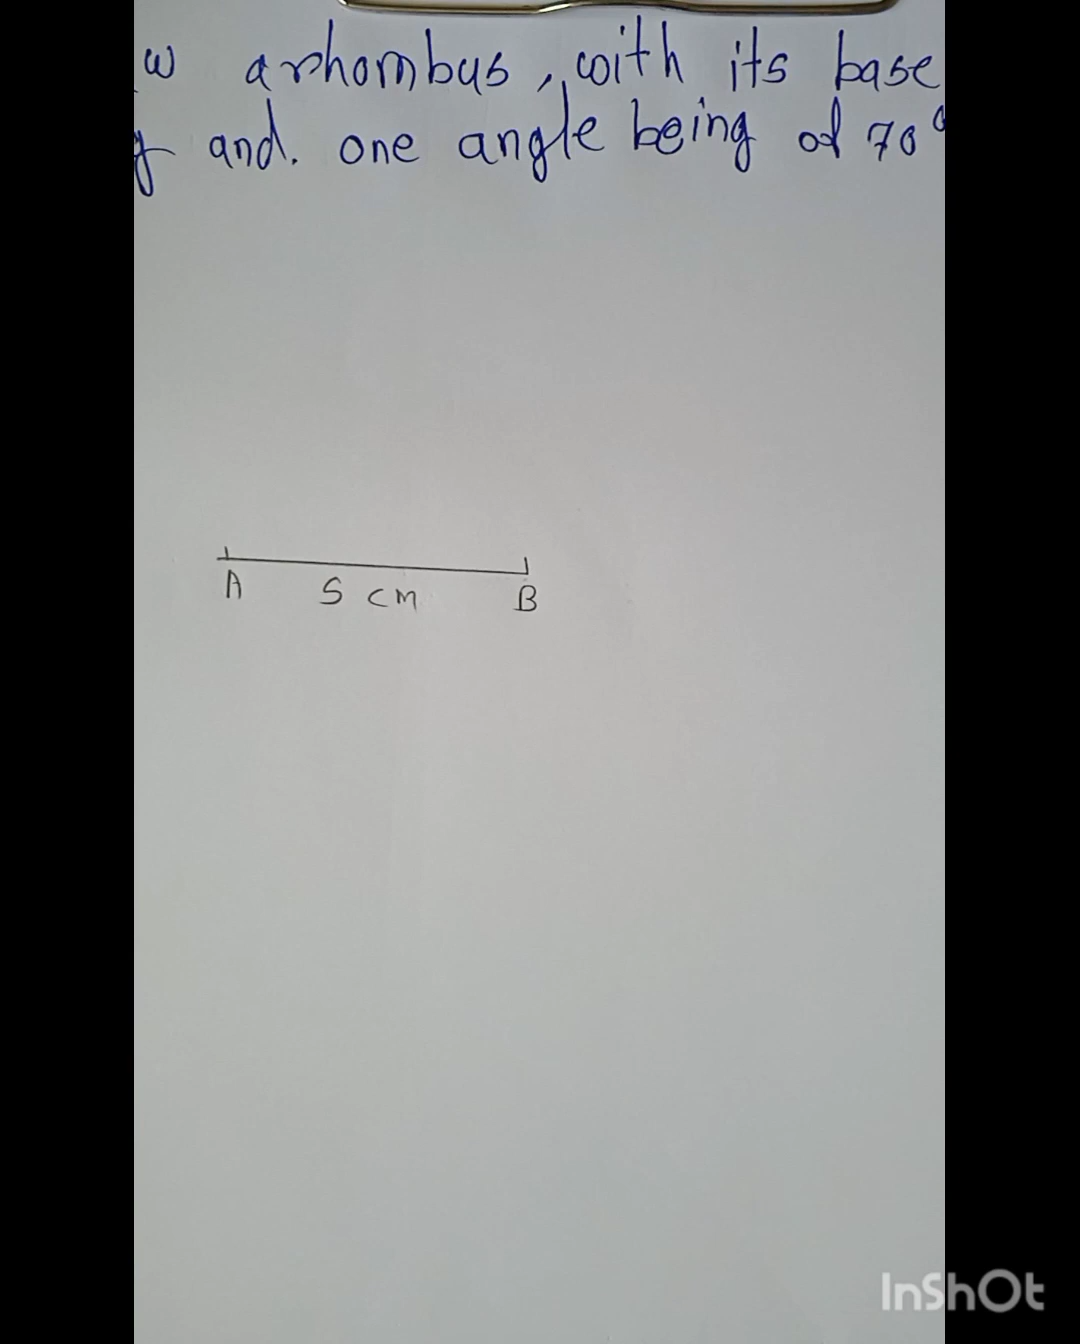 w a rhombus, with its base
y and. one angle being of 70°
A 5 cm B
InShOt